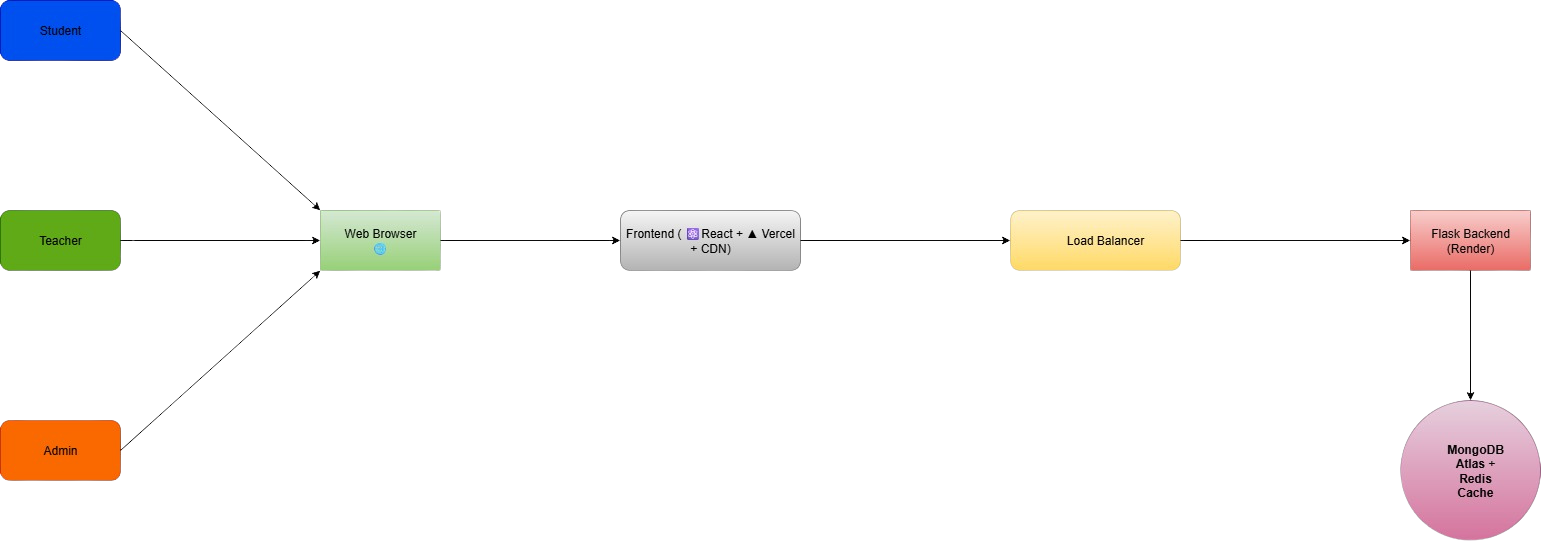 Student
Teacher
Web Browser
🌐
Frontend ( ⚛️ React + ▲ Vercel
+ CDN)
Load Balancer
Flask Backend
(Render)
Admin
MongoDB
Atlas +
Redis
Cache